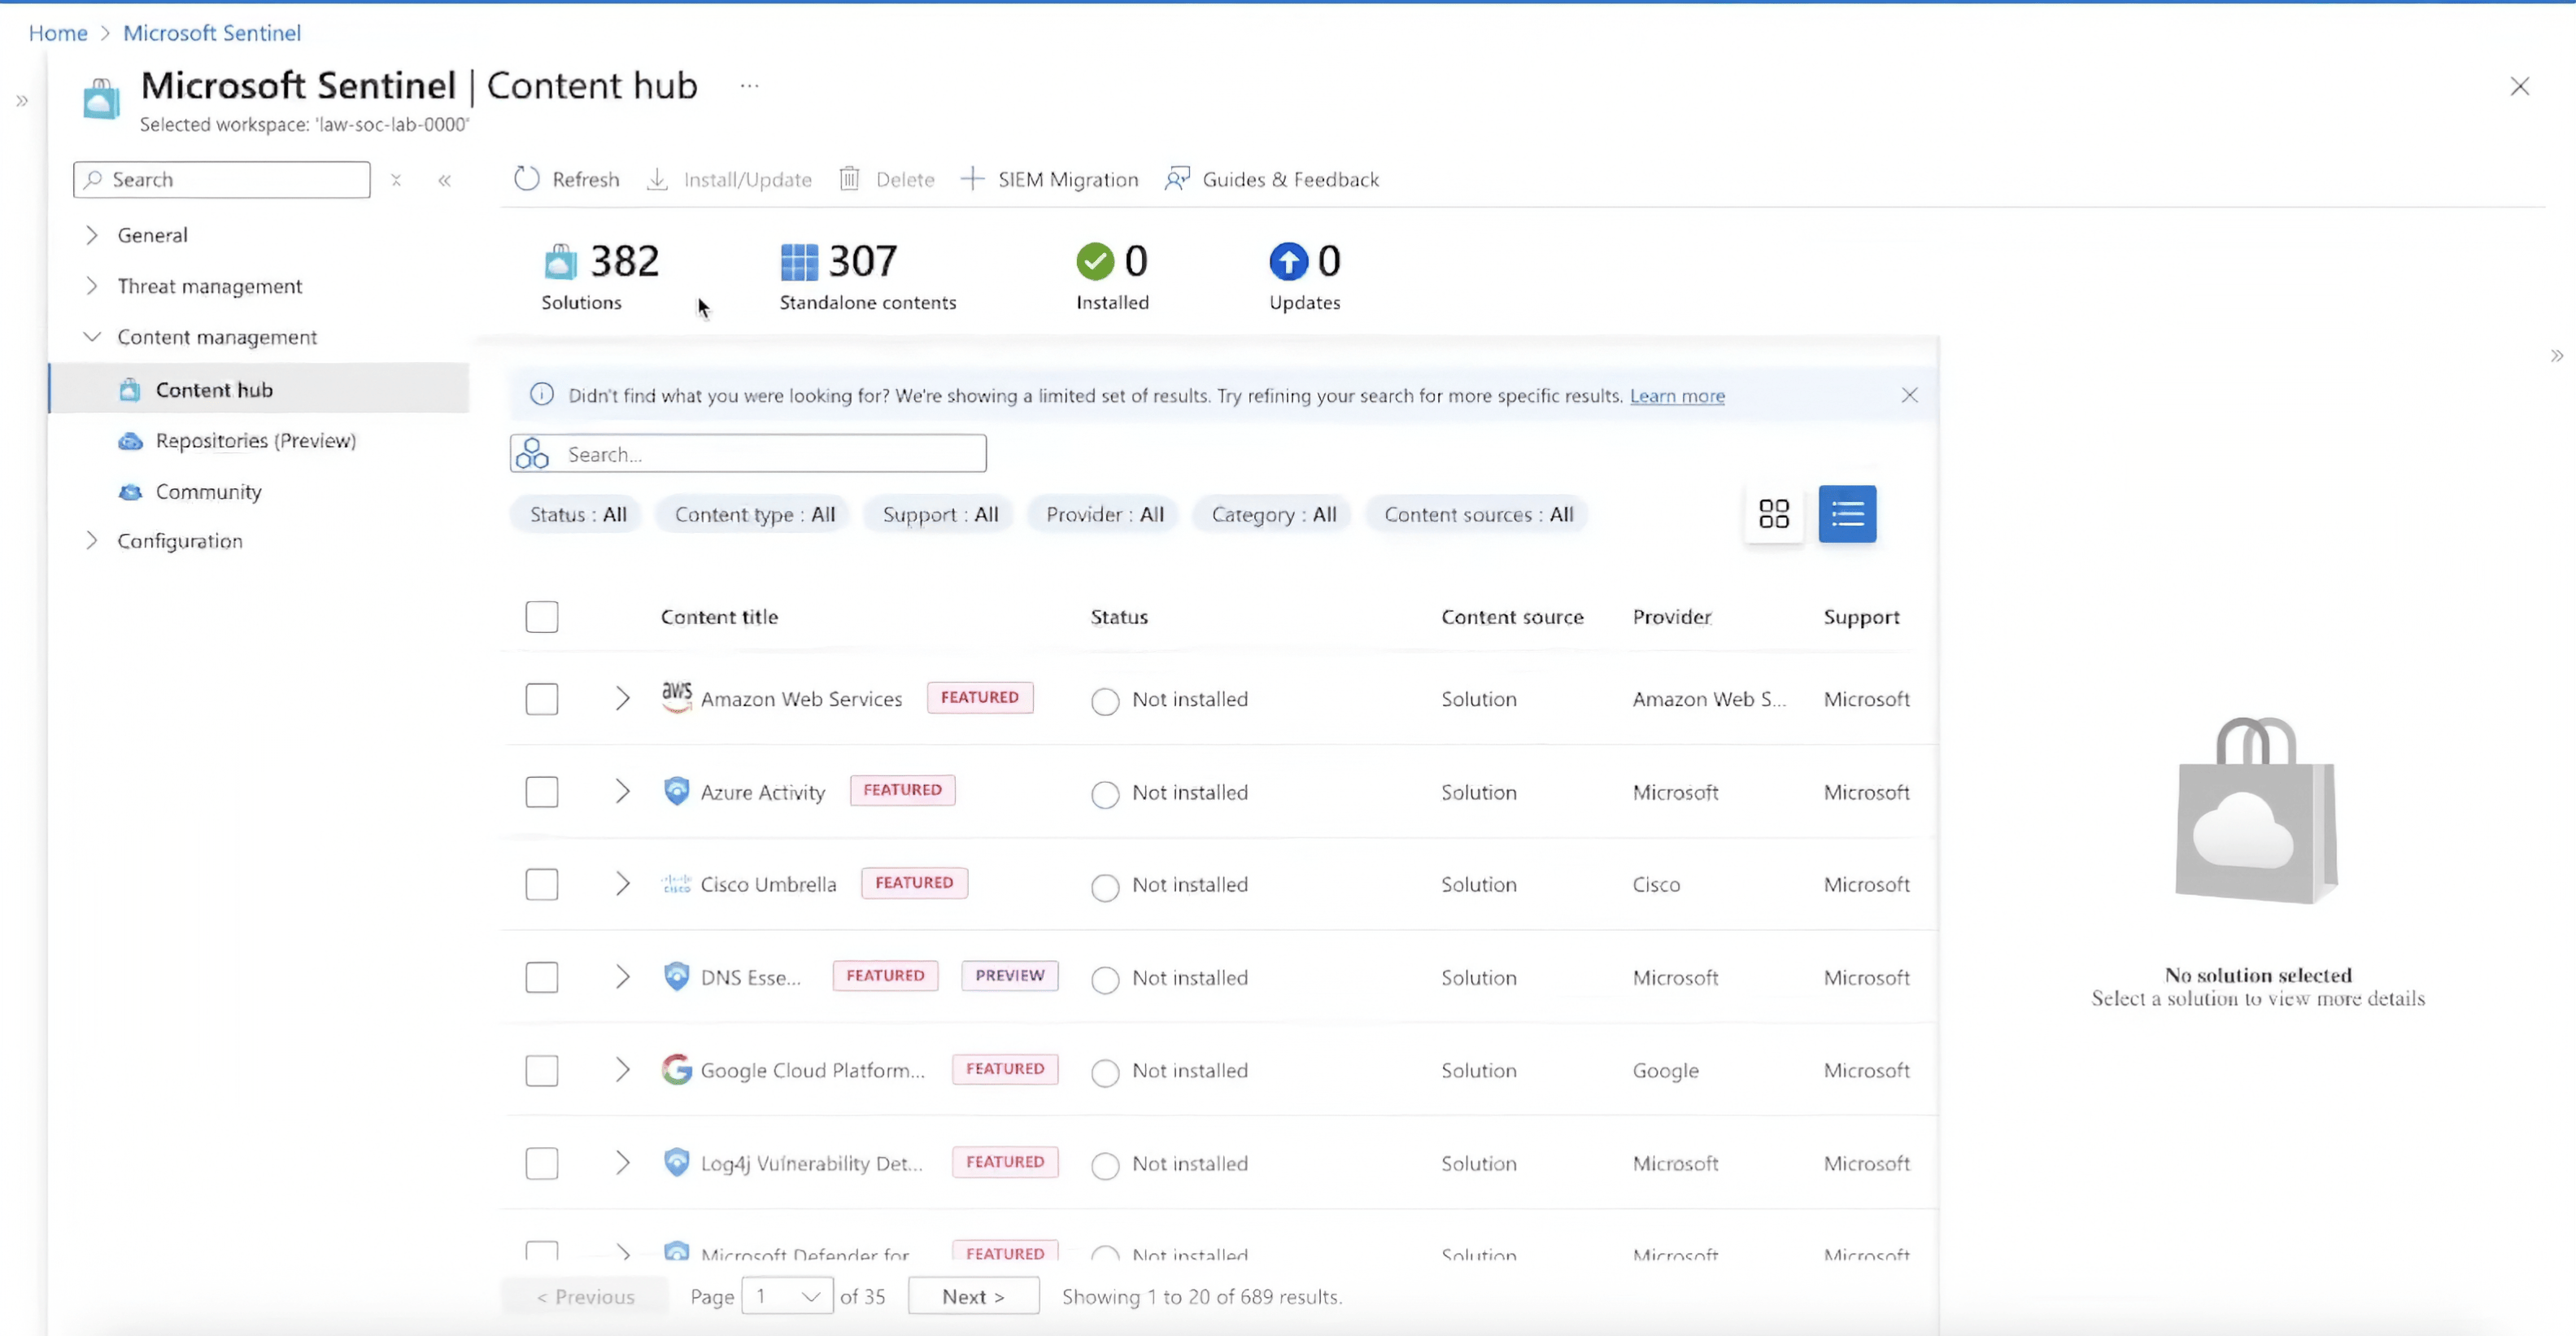 Home > Microsoft Sentinel
Microsoft Sentinel | Content hub ...
Selected workspace: 'law-soc-lab-0000'
Search
General
Threat management
Content management
Content hub
Repositories (Preview)
Community
Configuration
Refresh Install/Update Delete SIEM Migration Guides & Feedback
382 307 0 0
Solutions Standalone contents Installed Updates
Didn't find what you were looking for? We're showing a limited set of results. Try refining your search for more specific results. Learn more
Search...
Status : All Content type : All Support : All Provider : All Category : All Content sources : All
Content title Status Content source Provider Support
aws Amazon Web Services FEATURED Not installed Solution Amazon Web S... Microsoft
Azure Activity FEATURED Not installed Solution Microsoft Microsoft
CISCO Cisco Umbrella FEATURED Not installed Solution Cisco Microsoft
DNS Esse... FEATURED PREVIEW Not installed Solution Microsoft Microsoft
Google Cloud Platform... FEATURED Not installed Solution Google Microsoft
Log4j Vulnerability Det... FEATURED Not installed Solution Microsoft Microsoft
Microsoft Defender for FEATURED Not installed Solution Microsoft Microsoft
< Previous Page 1 of 35 Next > Showing 1 to 20 of 689 results.
No solution selected
Select a solution to view more details